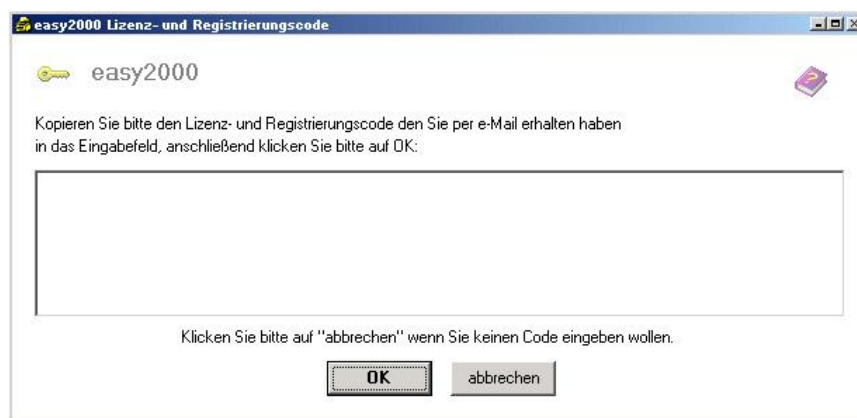 easy2000 Lizenz- und Registrierungscode
easy2000
Kopieren Sie bitte den Lizenz- und Registrierungscode den Sie per e-Mail erhalten haben
in das Eingabefeld, anschließend klicken Sie bitte auf OK:
Klicken Sie bitte auf "abbrechen" wenn Sie keinen Code eingeben wollen.
OK
abbrechen